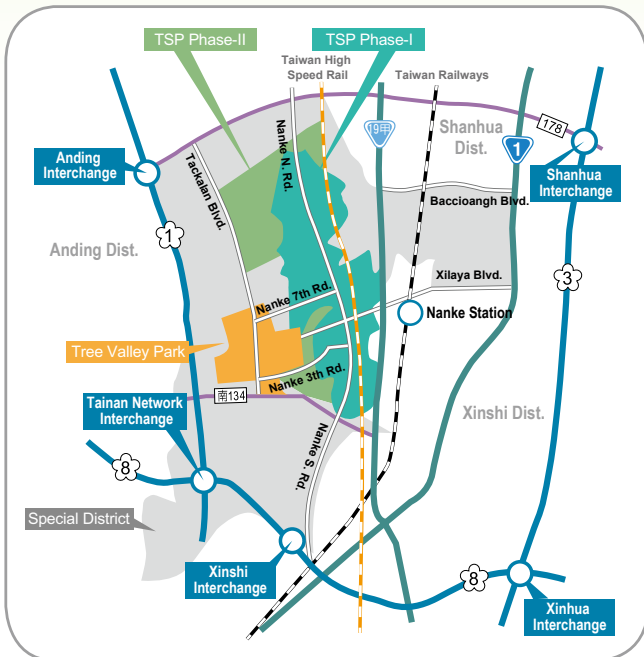 TSP Phase-II
TSP Phase-I
Taiwan High
Speed Rail
Taiwan Railways
178
19甲
Shanhua
Dist.
1
Anding
Interchange
Shanhua
Interchange
Nanke N. Rd.
Tackalan Blvd.
Baccioangh Blvd.
1
Anding Dist.
Xilaya Blvd.
3
Nanke 7th Rd.
Nanke Station
Tree Valley Park
Nanke 3th Rd.
南134
Tainan Network
Interchange
Xinshi Dist.
Nanke S. Rd.
8
Special District
Xinshi
Interchange
8
Xinhua
Interchange